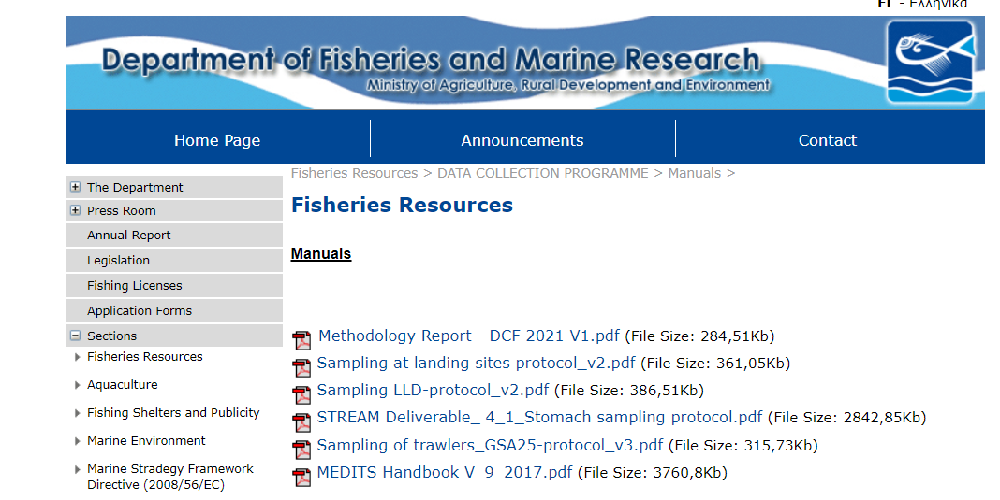 EL - Ελληνικά
Department of Fisheries and Marine Research
Ministry of Agriculture, Rural Development and Environment
Home Page
Announcements
Contact
The Department
Press Room
Annual Report
Legislation
Fishing Licenses
Application Forms
Sections
Fisheries Resources
Aquaculture
Fishing Shelters and Publicity
Marine Environment
Marine Stradegy Framework
Directive (2008/56/EC)
Fisheries Resources > DATA COLLECTION PROGRAMME > Manuals >
Fisheries Resources
Manuals
Methodology Report - DCF 2021 V1.pdf (File Size: 284,51Kb)
Sampling at landing sites protocol_v2.pdf (File Size: 361,05Kb)
Sampling LLD-protocol_v2.pdf (File Size: 386,51Kb)
STREAM Deliverable_ 4_1_Stomach sampling protocol.pdf (File Size: 2842,85Kb)
Sampling of trawlers_GSA25-protocol_v3.pdf (File Size: 315,73Kb)
MEDITS Handbook V_9_2017.pdf (File Size: 3760,8Kb)